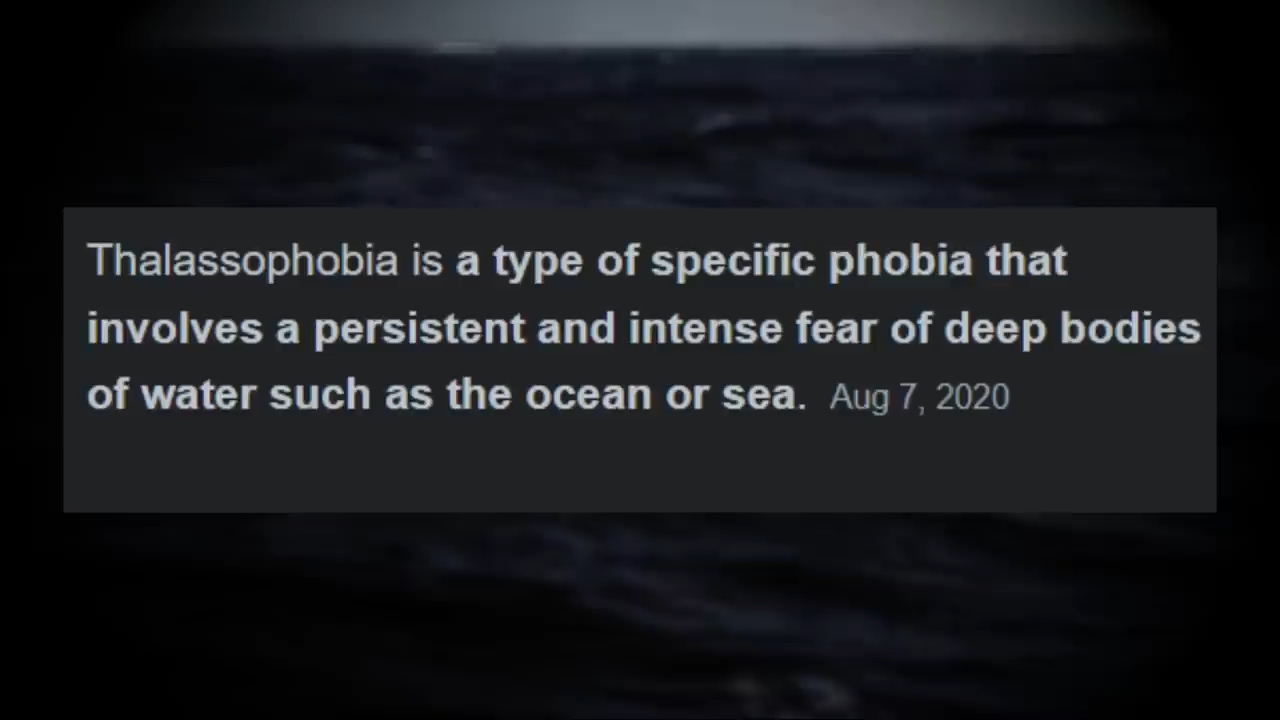 Thalassophobia is a type of specific phobia that
involves a persistent and intense fear of deep bodies
of water such as the ocean or sea. Aug 7, 2020